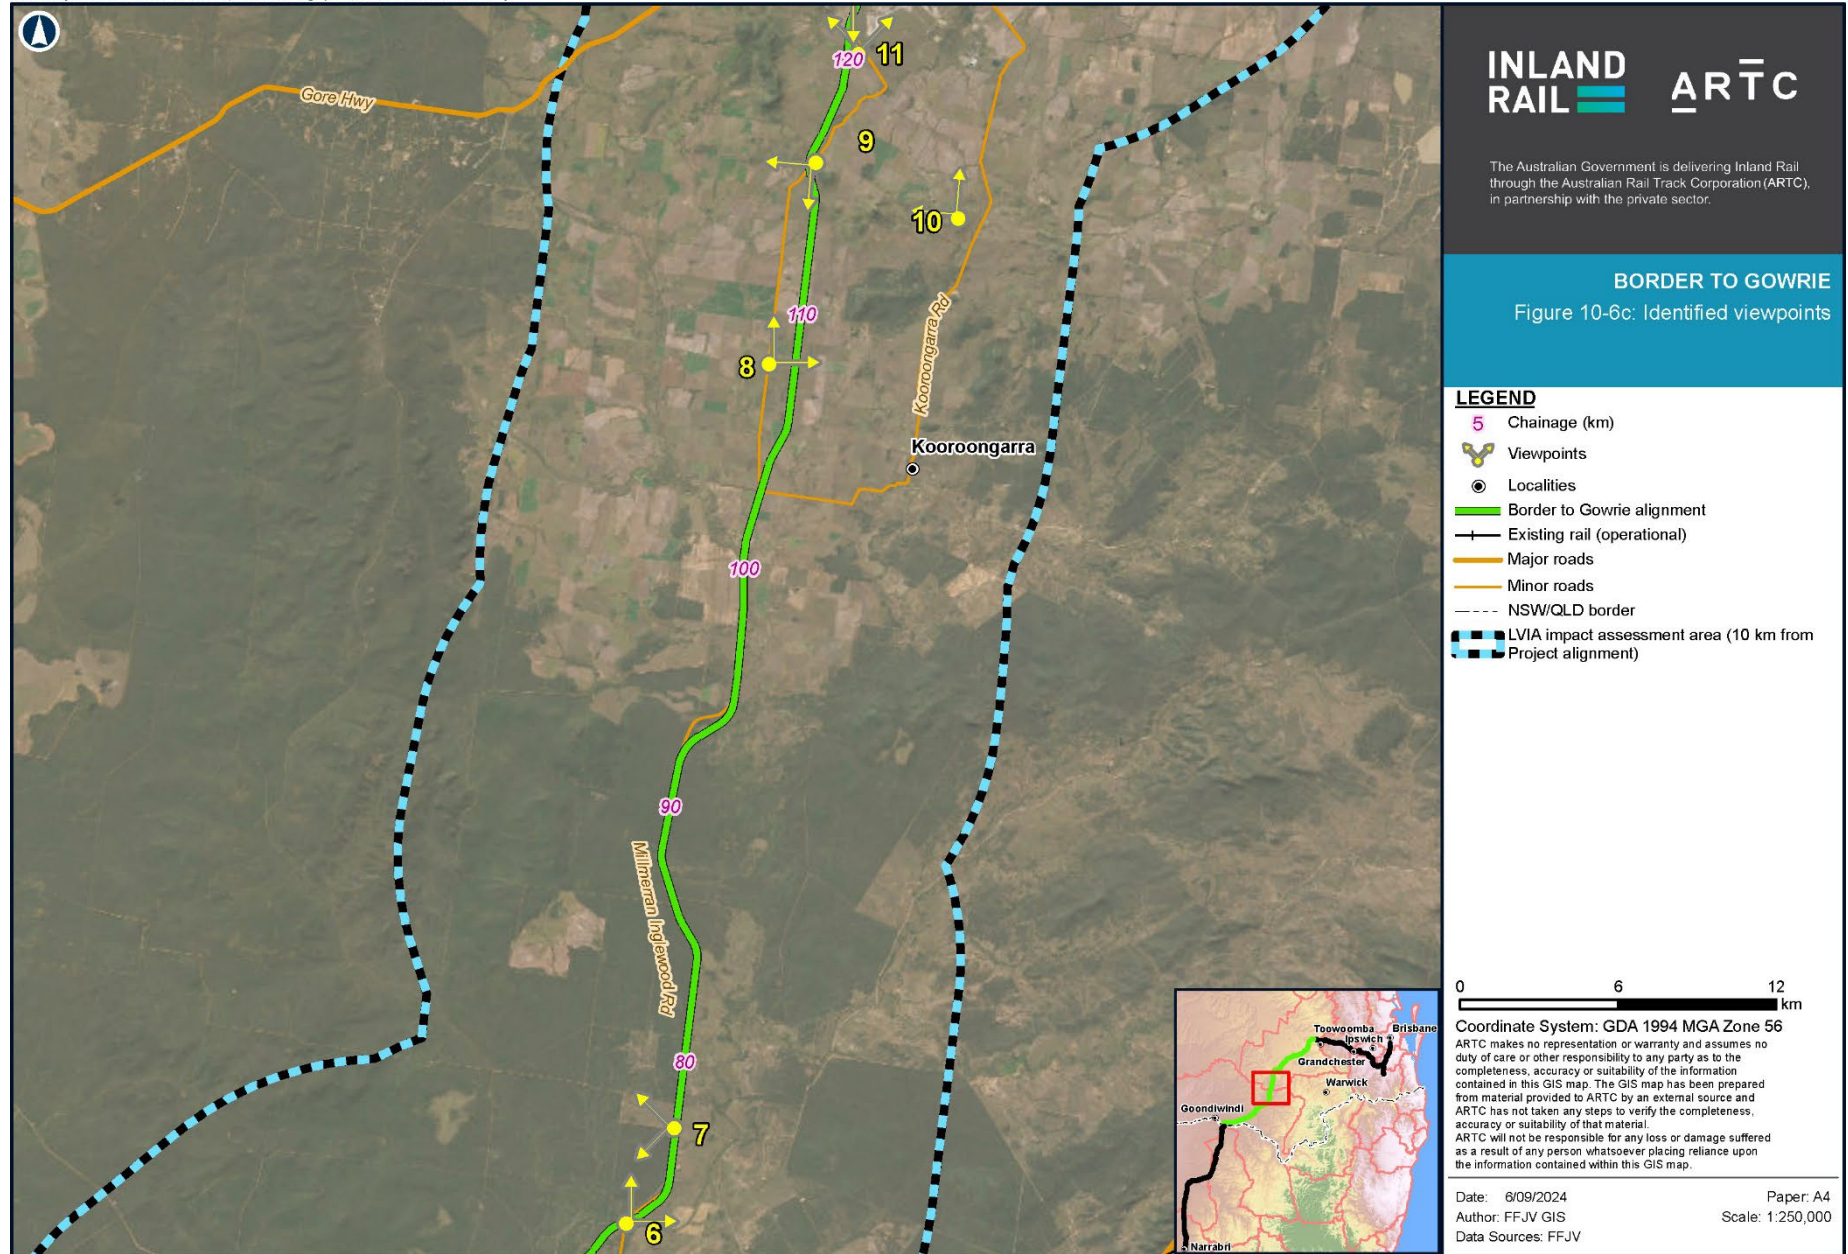 Gore Hwy
120
11
9
10
110
8
Kooroongarra Rd
Kooroongarra
100
90
Millmerran Inglewood Rd
80
7
6
INLAND
RAIL
ARTC
The Australian Government is delivering Inland Rail
through the Australian Rail Track Corporation (ARTC),
in partnership with the private sector.
BORDER TO GOWRIE
Figure 10-6c: Identified viewpoints
LEGEND
5 Chainage (km)
Viewpoints
Localities
Border to Gowrie alignment
Existing rail (operational)
Major roads
Minor roads
NSW/QLD border
LVIA impact assessment area (10 km from
Project alignment)
0 6 12
km
Coordinate System: GDA 1994 MGA Zone 56
ARTC makes no representation or warranty and assumes no
duty of care or other responsibility to any party as to the
completeness, accuracy or suitability of the information
contained in this GIS map. The GIS map has been prepared
from material provided to ARTC by an external source and
ARTC has not taken any steps to verify the completeness,
accuracy or suitability of that material.
ARTC will not be responsible for any loss or damage suffered
as a result of any person whatsoever placing reliance upon
the information contained within this GIS map.
Date: 6/09/2024 Paper: A4
Author: FFJV GIS Scale: 1:250,000
Data Sources: FFJV
Toowoomba
Brisbane
Ipswich
Grandchester
Warwick
Goondiwindi
Narrabri